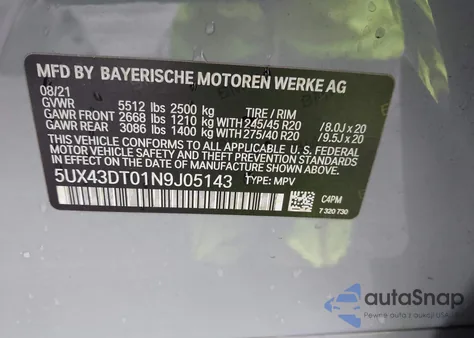 MFD BY BAYERISCHE MOTOREN WERKE AG
08/21
GVWR 5512 lbs 2500 kg TIRE / RIM
GAWR FRONT 2668 lbs 1210 kg WITH 245/45 R20 / 8.0J x 20
GAWR REAR 3086 lbs 1400 kg WITH 275/40 R20 / 9.5J x 20
THIS VEHICLE CONFORMS TO ALL APPLICABLE U.S. FEDERAL
MOTOR VEHICLE SAFETY, BUMPER, AND THEFT PREVENTION
STANDARDS IN EFFECT ON THE DATE OF MANUFACTURE SHOWN ABOVE.
5UX43DT01N9J05143 TYPE: MPV
C4PM
7 320 730
autoSnap